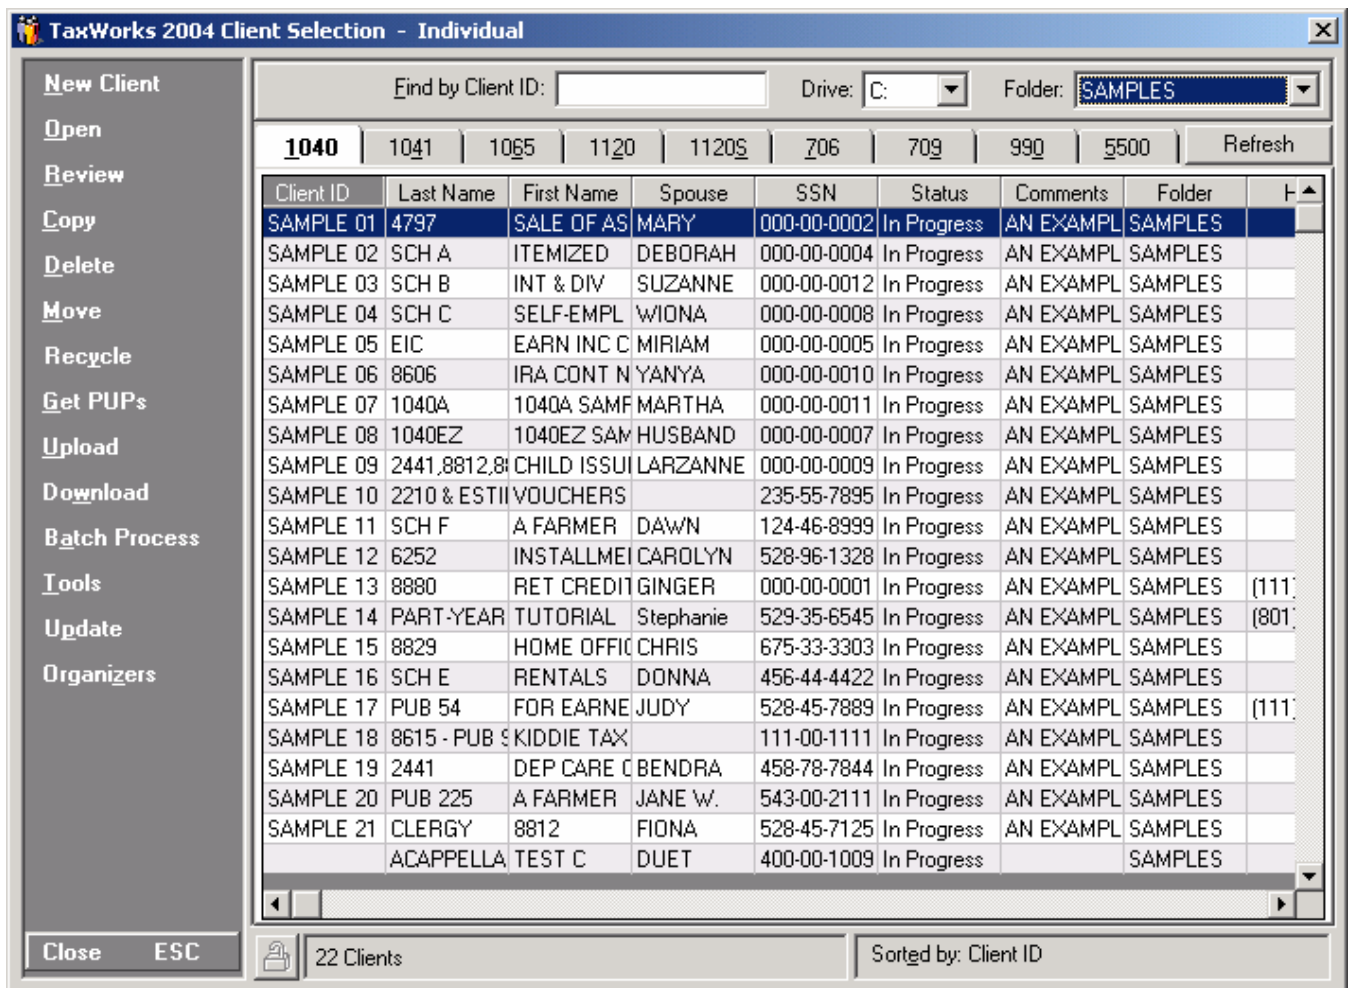 TaxWorks 2004 Client Selection - Individual
New Client
Open
Review
Copy
Delete
Move
Recycle
Get PUPs
Upload
Download
Batch Process
Tools
Update
Organizers
Close ESC
Find by Client ID: Drive: C: Folder: SAMPLES
1040 1041 1065 1120 1120S 706 709 990 5500 Refresh
Client ID Last Name First Name Spouse SSN Status Comments Folder H
SAMPLE 01 4797 SALE OF AS MARY 000-00-0002 In Progress AN EXAMPL SAMPLES
SAMPLE 02 SCH A ITEMIZED DEBORAH 000-00-0004 In Progress AN EXAMPL SAMPLES
SAMPLE 03 SCH B INT & DIV SUZANNE 000-00-0012 In Progress AN EXAMPL SAMPLES
SAMPLE 04 SCH C SELF-EMPL WIONA 000-00-0008 In Progress AN EXAMPL SAMPLES
SAMPLE 05 EIC EARN INC C MIRIAM 000-00-0005 In Progress AN EXAMPL SAMPLES
SAMPLE 06 8606 IRA CONT N YANYA 000-00-0010 In Progress AN EXAMPL SAMPLES
SAMPLE 07 1040A 1040A SAMP MARTHA 000-00-0011 In Progress AN EXAMPL SAMPLES
SAMPLE 08 1040EZ 1040EZ SAM HUSBAND 000-00-0007 In Progress AN EXAMPL SAMPLES
SAMPLE 09 2441,8812,8 CHILD ISSU LARZANNE 000-00-0009 In Progress AN EXAMPL SAMPLES
SAMPLE 10 2210 & ESTI VOUCHERS 235-55-7895 In Progress AN EXAMPL SAMPLES
SAMPLE 11 SCH F A FARMER DAWN 124-46-8999 In Progress AN EXAMPL SAMPLES
SAMPLE 12 6252 INSTALLME CAROLYN 528-96-1328 In Progress AN EXAMPL SAMPLES
SAMPLE 13 8880 RET CREDIT GINGER 000-00-0001 In Progress AN EXAMPL SAMPLES (111)
SAMPLE 14 PART-YEAR TUTORIAL Stephanie 529-35-6545 In Progress AN EXAMPL SAMPLES (801)
SAMPLE 15 8829 HOME OFFIC CHRIS 675-33-3303 In Progress AN EXAMPL SAMPLES
SAMPLE 16 SCH E RENTALS DONNA 456-44-4422 In Progress AN EXAMPL SAMPLES
SAMPLE 17 PUB 54 FOR EARNE JUDY 528-45-7889 In Progress AN EXAMPL SAMPLES (111)
SAMPLE 18 8615 - PUB 9 KIDDIE TAX 111-00-1111 In Progress AN EXAMPL SAMPLES
SAMPLE 19 2441 DEP CARE C BENDRA 458-78-7844 In Progress AN EXAMPL SAMPLES
SAMPLE 20 PUB 225 A FARMER JANE W. 543-00-2111 In Progress AN EXAMPL SAMPLES
SAMPLE 21 CLERGY 8812 FIONA 528-45-7125 In Progress AN EXAMPL SAMPLES
ACAPPELLA TEST C DUET 400-00-1009 In Progress SAMPLES
22 Clients Sorted by: Client ID